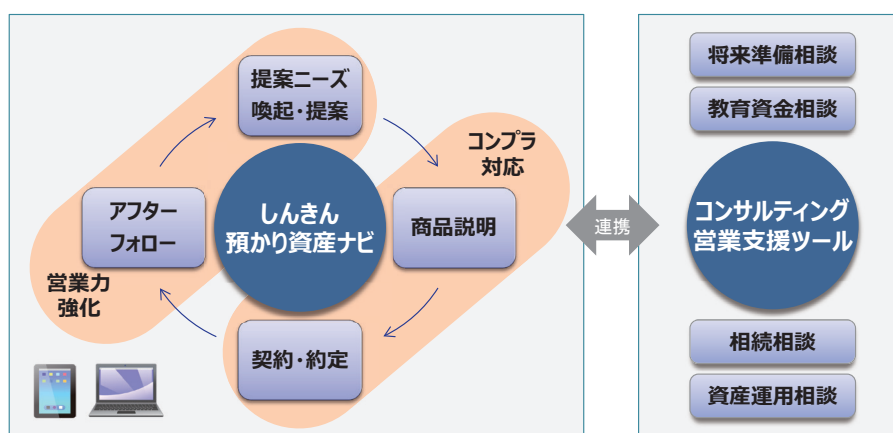 提案ニーズ
喚起・提案
コンプラ
対応
しんきん
預かり資産ナビ
アフター
フォロー
商品説明
営業力
強化
契約・約定
連携
将来準備相談
教育資金相談
コンサルティング
営業支援ツール
相続相談
資産運用相談